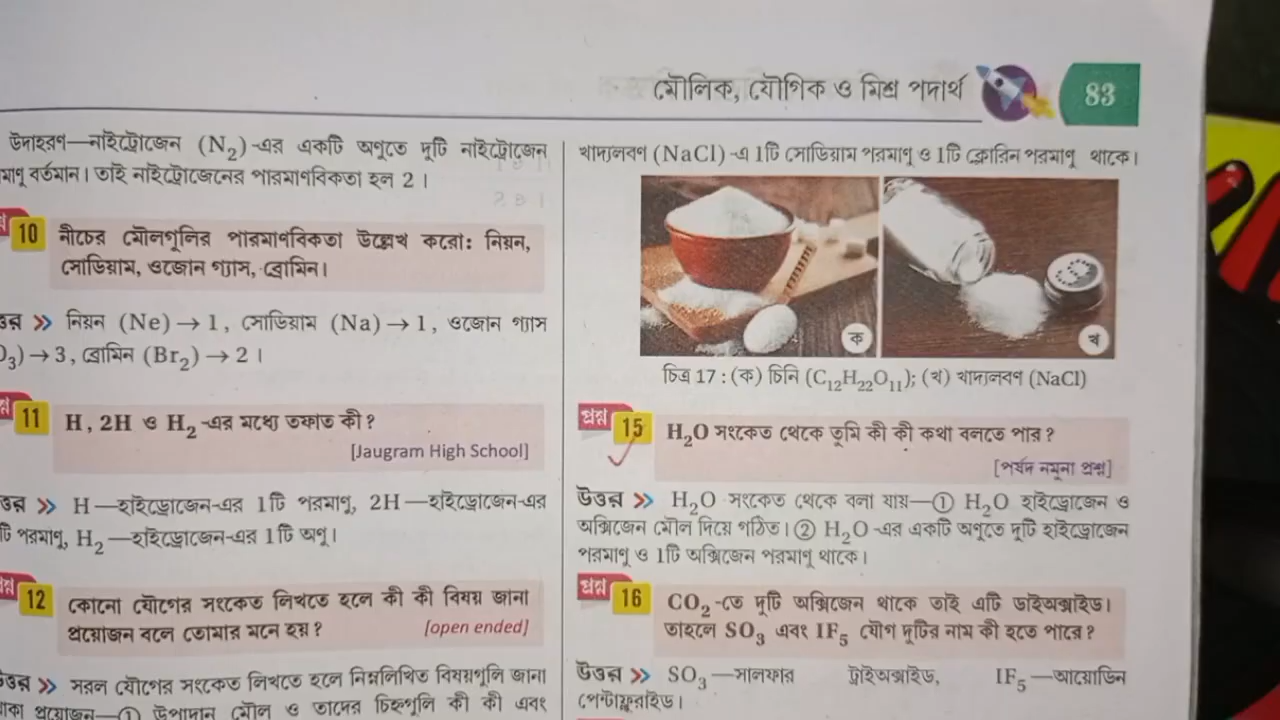 মৌলিক, যৌগিক ও মিশ্র পদার্থ
83
উদাহরণ—নাইট্রোজেন (N₂)-এর একটি অণুতে দুটি নাইট্রোজেন
বর্তমান। তাই নাইট্রোজেনের পারমাণবিকতা হল 2।
10 নীচের মৌলগুলির পারমাণবিকতা উল্লেখ করো: নিয়ন,
সোডিয়াম, ওজোন গ্যাস, ব্রোমিন।
নিয়ন (Ne) → 1, সোডিয়াম (Na) → 1, ওজোন গ্যাস
→ 3, ব্রোমিন (Br₂) → 2।
11 H, 2H ও H₂-এর মধ্যে তফাত কী?
[Jaugram High School]
H—হাইড্রোজেন-এর 1টি পরমাণু, 2H—হাইড্রোজেন-এর
পরমাণু, H₂—হাইড্রোজেন-এর 1টি অণু।
12 কোনো যৌগের সংকেত লিখতে হলে কী কী বিষয় জানা
প্রয়োজন বলে তোমার মনে হয়? [open ended]
সরল যৌগের সংকেত লিখতে হলে নিম্নলিখিত বিষয়গুলি জানা
প্রয়োজন—① উপাদান মৌল ও তাদের চিহ্নগুলি কী কী এবং
খাদ্যলবণ (NaCl)-এ 1টি সোডিয়াম পরমাণু ও 1টি ক্লোরিন পরমাণু থাকে।
ক
খ
চিত্র 17 : (ক) চিনি (C₁₂H₂₂O₁₁); (খ) খাদ্যলবণ (NaCl)
প্রশ্ন 15 H₂O সংকেত থেকে তুমি কী কী কথা বলতে পার?
[পর্ষদ নমুনা প্রশ্ন]
উত্তর >> H₂O সংকেত থেকে বলা যায়—① H₂O হাইড্রোজেন ও
অক্সিজেন মৌল দিয়ে গঠিত। ② H₂O-এর একটি অণুতে দুটি হাইড্রোজেন
পরমাণু ও 1টি অক্সিজেন পরমাণু থাকে।
প্রশ্ন 16 CO₂-তে দুটি অক্সিজেন থাকে তাই এটি ডাইঅক্সাইড।
তাহলে SO₃ এবং IF₅ যৌগ দুটির নাম কী হতে পারে?
উত্তর >> SO₃—সালফার ট্রাইঅক্সাইড, IF₅—আয়োডিন
পেন্টাফ্লুরাইড।